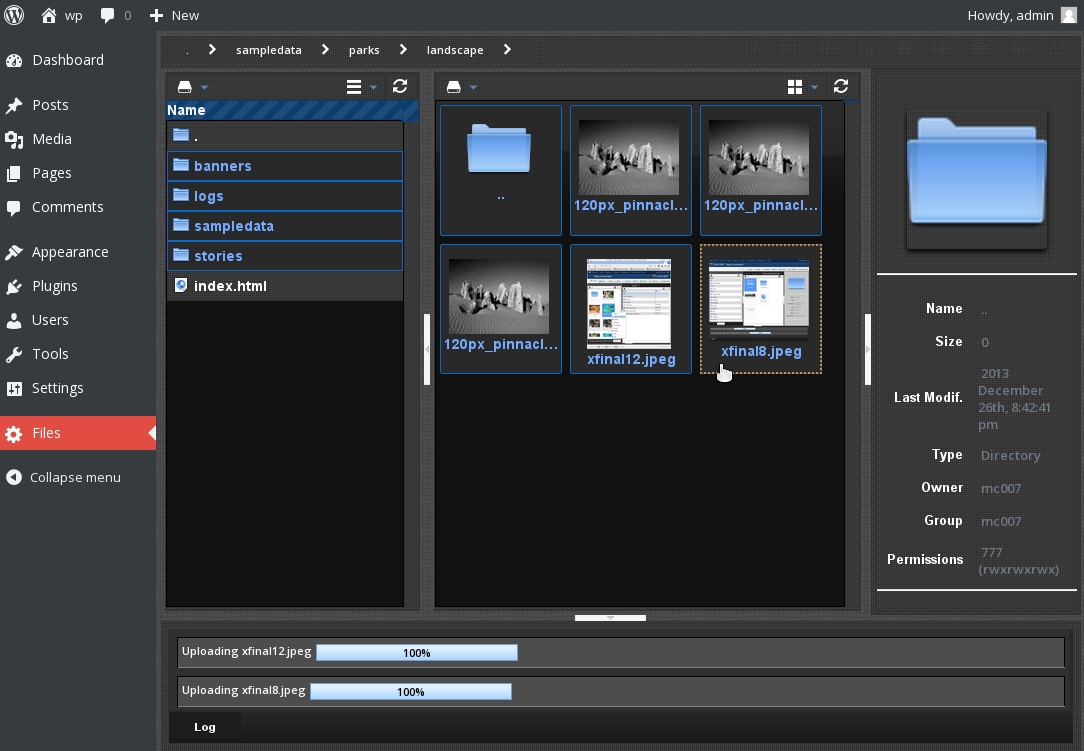 wp
0
New
Howdy, admin
Dashboard
Posts
Media
Pages
Comments
Appearance
Plugins
Users
Tools
Settings
Files
Collapse menu
. sampledata parks landscape
Name
.
banners
logs
sampledata
stories
index.html
..
120px_pinnacl...
120px_pinnacl...
120px_pinnacl...
xfinal12.jpeg
xfinal8.jpeg
Name ..
Size 0
Last Modif. 2013
December
26th, 8:42:41
pm
Type Directory
Owner mc007
Group mc007
Permissions 777
(rwxrwxrwx)
Uploading xfinal12.jpeg 100%
Uploading xfinal8.jpeg 100%
Log